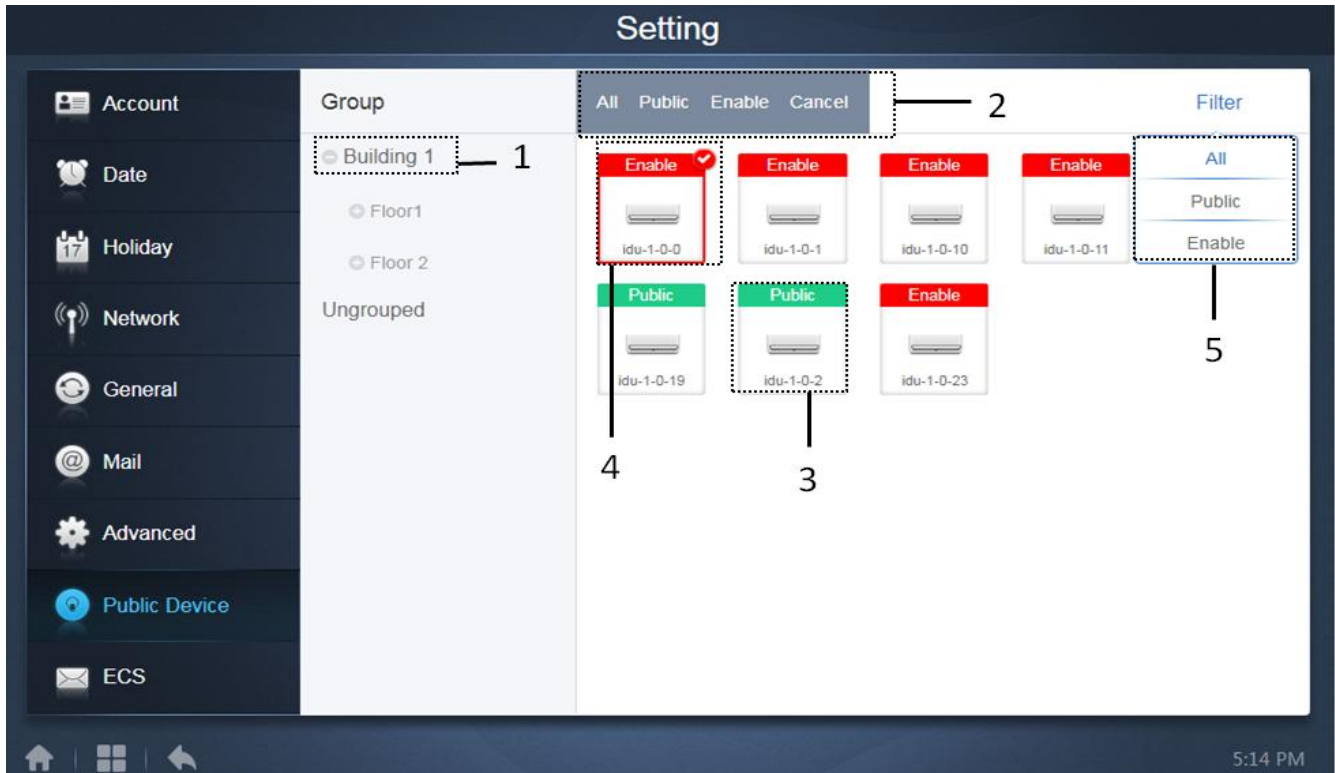 Setting
Account
Date
17
Holiday
Network
General
@
Mail
Advanced
Public Device
ECS
Group
Building 1
1
Floor1
Floor 2
Ungrouped
All Public Enable Cancel
2
Filter
All
Public
Enable
5
Enable
idu-1-0-0
Enable
idu-1-0-1
Enable
idu-1-0-10
Enable
idu-1-0-11
Public
idu-1-0-19
Public
idu-1-0-2
Enable
idu-1-0-23
4
3
5:14 PM